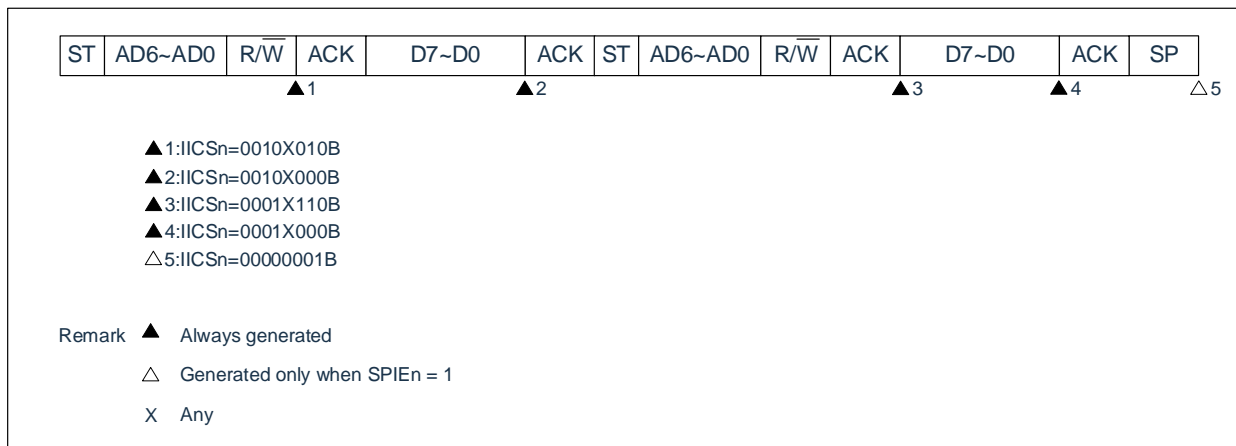 ST AD6~AD0 R/W̅ ACK D7~D0 ACK ST AD6~AD0 R/W̅ ACK D7~D0 ACK SP
▲1 ▲2 ▲3 ▲4 △5
▲1:IICSn=0010X010B
▲2:IICSn=0010X000B
▲3:IICSn=0001X110B
▲4:IICSn=0001X000B
△5:IICSn=00000001B
Remark ▲ Always generated
△ Generated only when SPIEn = 1
X Any